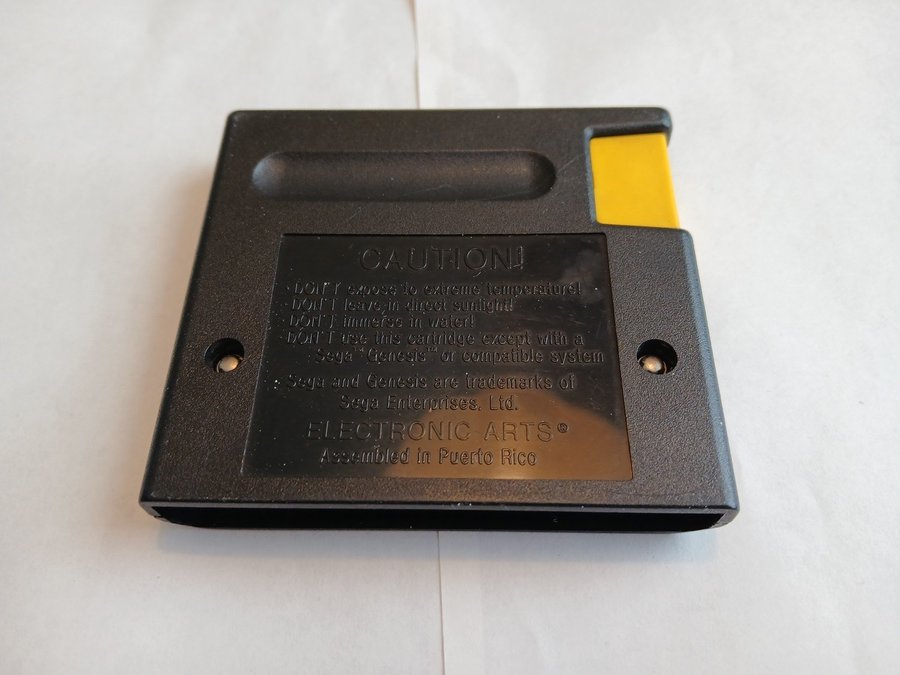 CAUTION!
·DON'T expose to extreme temperature!
·DON'T leave in direct sunlight!
·DON'T immerse in water!
·DON'T use this cartridge except with a
Sega™ Genesis™ or compatible system
Sega and Genesis are trademarks of
Sega Enterprises, Ltd.
ELECTRONIC ARTS®
Assembled in Puerto Rico